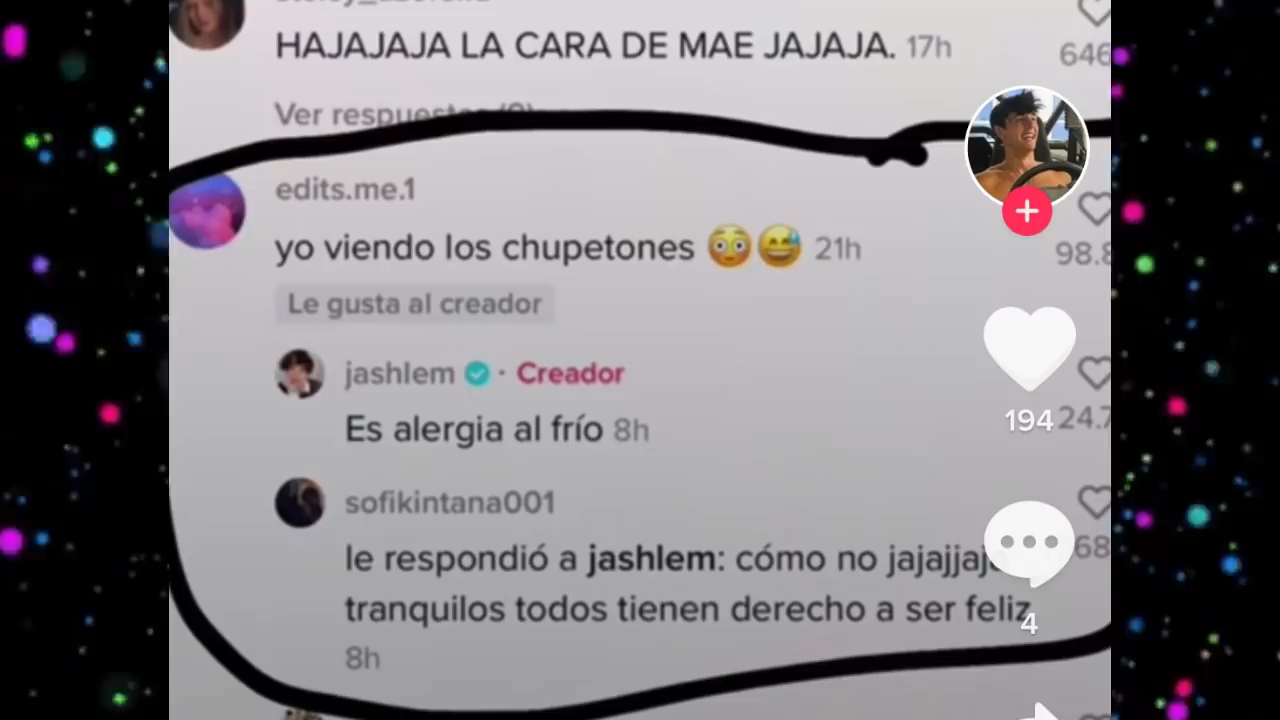 HAJAJAJA LA CARA DE MAE JAJAJA. 17h
646
Ver respuestas (9)
edits.me.1
yo viendo los chupetones 😳😅 21h
98.8
Le gusta al creador
jashlem · Creador
Es alergia al frío 8h
194
24.7
sofikintana001
le respondió a jashlem: cómo no
68
tranquilos todos tienen derecho a ser feliz
4
8h